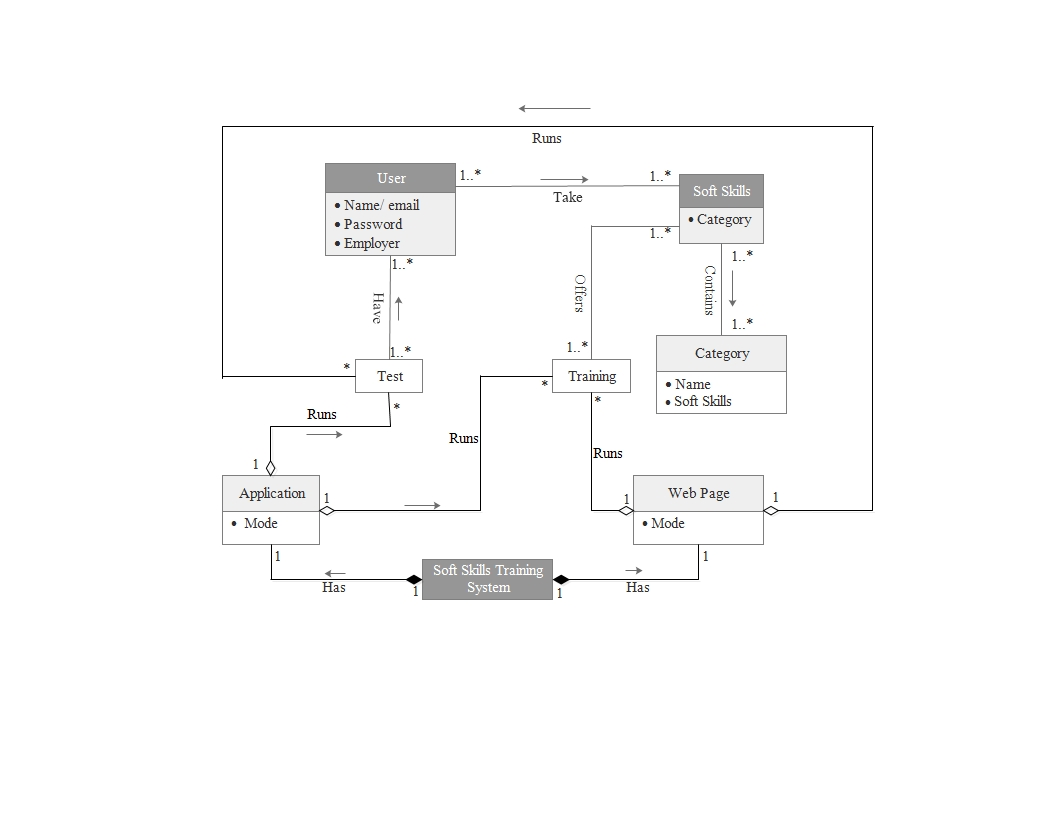 Runs
User
1..*
1..*
Take
Soft Skills
• Name/ email
• Password
• Employer
• Category
1..*
1..*
1..*
Have
Offers
Contains
1..*
1..*
1..*
*
Test
*
Training
Category
*
*
• Name
• Soft Skills
Runs
Runs
Runs
1
Application
1
1
Web Page
1
• Mode
• Mode
1
1
Soft Skills Training
System
Has
1
1
Has